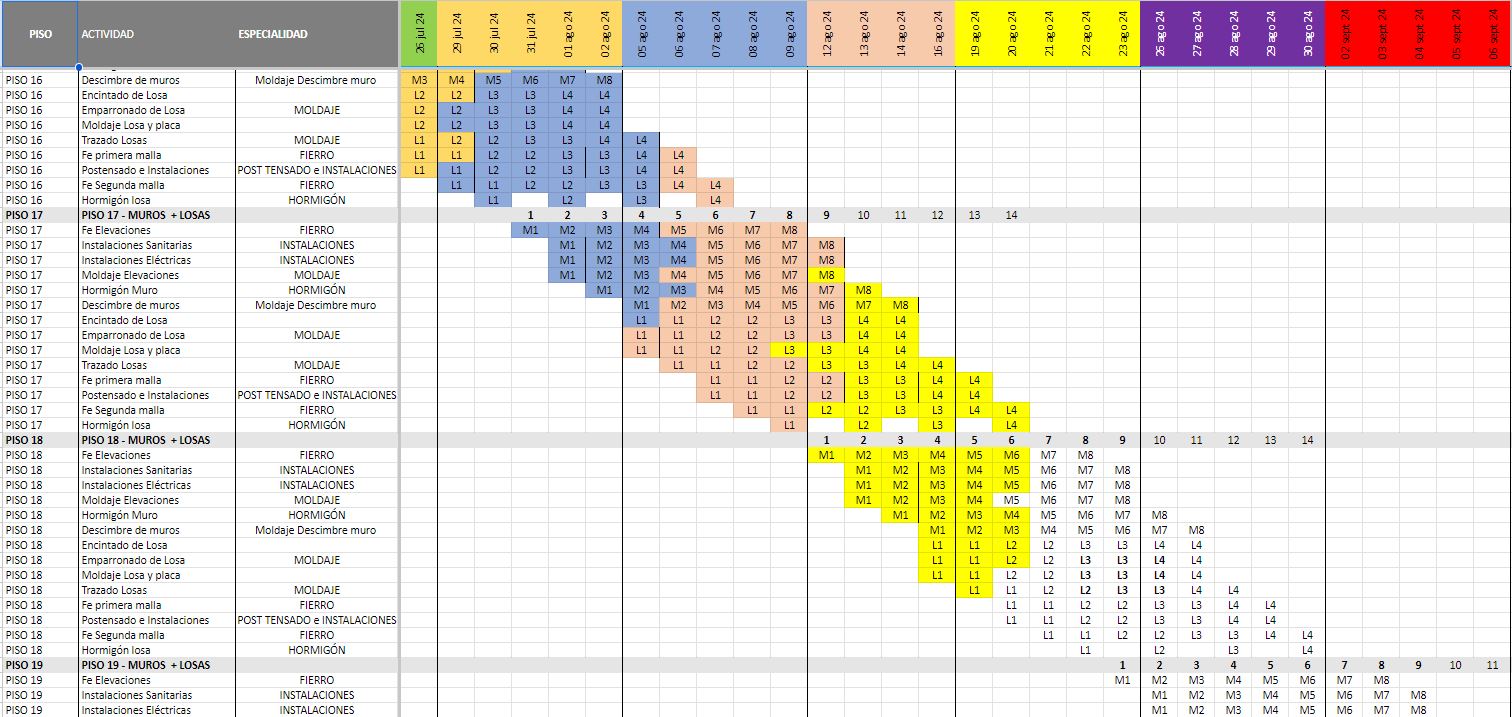 PISO ACTIVIDAD ESPECIALIDAD 26 jul 24 29 jul 24 30 jul 24 31 jul 24 01 ago 24 02 ago 24 05 ago 24 06 ago 24 07 ago 24 08 ago 24 09 ago 24 12 ago 24 13 ago 24 14 ago 24 16 ago 24 19 ago 24 20 ago 24 21 ago 24 22 ago 24 23 ago 24 26 ago 24 27 ago 24 28 ago 24 29 ago 24 30 ago 24 02 sept 24 03 sept 24 04 sept 24 05 sept 24 06 sept 24
PISO 16 Descimbre de muros Moldaje Descimbre muro M3 M4 M5 M6 M7 M8
PISO 16 Encintado de Losa L2 L2 L3 L3 L4 L4
PISO 16 Emparronado de Losa MOLDAJE L2 L2 L3 L3 L4 L4
PISO 16 Moldaje Losa y placa L2 L2 L3 L3 L4 L4
PISO 16 Trazado Losas MOLDAJE L1 L2 L2 L3 L3 L4 L4
PISO 16 Fe primera malla FIERRO L1 L1 L2 L2 L3 L3 L4 L4
PISO 16 Postensado e Instalaciones POST TENSADO e INSTALACIONES L1 L1 L2 L2 L3 L3 L4 L4
PISO 16 Fe Segunda malla FIERRO L1 L1 L2 L2 L3 L3 L4 L4
PISO 16 Hormigón losa HORMIGÓN L1 L2 L3 L4
PISO 17 PISO 17 - MUROS + LOSAS 1 2 3 4 5 6 7 8 9 10 11 12 13 14
PISO 17 Fe Elevaciones FIERRO M1 M2 M3 M4 M5 M6 M7 M8
PISO 17 Instalaciones Sanitarias INSTALACIONES M1 M2 M3 M4 M5 M6 M7 M8
PISO 17 Instalaciones Eléctricas INSTALACIONES M1 M2 M3 M4 M5 M6 M7 M8
PISO 17 Moldaje Elevaciones MOLDAJE M1 M2 M3 M4 M5 M6 M7 M8
PISO 17 Hormigón Muro HORMIGÓN M1 M2 M3 M4 M5 M6 M7 M8
PISO 17 Descimbre de muros Moldaje Descimbre muro M1 M2 M3 M4 M5 M6 M7 M8
PISO 17 Encintado de Losa L1 L1 L2 L2 L3 L3 L4 L4
PISO 17 Emparronado de Losa MOLDAJE L1 L1 L2 L2 L3 L3 L4 L4
PISO 17 Moldaje Losa y placa L1 L1 L2 L2 L3 L3 L4 L4
PISO 17 Trazado Losas MOLDAJE L1 L1 L2 L2 L3 L3 L4 L4
PISO 17 Fe primera malla FIERRO L1 L1 L2 L2 L3 L3 L4 L4
PISO 17 Postensado e Instalaciones POST TENSADO e INSTALACIONES L1 L1 L2 L2 L3 L3 L4 L4
PISO 17 Fe Segunda malla FIERRO L1 L1 L2 L2 L3 L3 L4 L4
PISO 17 Hormigón losa HORMIGÓN L1 L2 L3 L4
PISO 18 PISO 18 - MUROS + LOSAS 1 2 3 4 5 6 7 8 9 10 11 12 13 14
PISO 18 Fe Elevaciones FIERRO M1 M2 M3 M4 M5 M6 M7 M8
PISO 18 Instalaciones Sanitarias INSTALACIONES M1 M2 M3 M4 M5 M6 M7 M8
PISO 18 Instalaciones Eléctricas INSTALACIONES M1 M2 M3 M4 M5 M6 M7 M8
PISO 18 Moldaje Elevaciones MOLDAJE M1 M2 M3 M4 M5 M6 M7 M8
PISO 18 Hormigón Muro HORMIGÓN M1 M2 M3 M4 M5 M6 M7 M8
PISO 18 Descimbre de muros Moldaje Descimbre muro M1 M2 M3 M4 M5 M6 M7 M8
PISO 18 Encintado de Losa L1 L1 L2 L2 L3 L3 L4 L4
PISO 18 Emparronado de Losa MOLDAJE L1 L1 L2 L2 L3 L3 L4 L4
PISO 18 Moldaje Losa y placa L1 L1 L2 L2 L3 L3 L4 L4
PISO 18 Trazado Losas MOLDAJE L1 L1 L2 L2 L3 L3 L4 L4
PISO 18 Fe primera malla FIERRO L1 L1 L2 L2 L3 L3 L4 L4
PISO 18 Postensado e Instalaciones POST TENSADO e INSTALACIONES L1 L1 L2 L2 L3 L3 L4 L4
PISO 18 Fe Segunda malla FIERRO L1 L1 L2 L2 L3 L3 L4 L4
PISO 18 Hormigón losa HORMIGÓN L1 L2 L3 L4
PISO 19 PISO 19 - MUROS + LOSAS 1 2 3 4 5 6 7 8 9 10 11
PISO 19 Fe Elevaciones FIERRO M1 M2 M3 M4 M5 M6 M7 M8
PISO 19 Instalaciones Sanitarias INSTALACIONES M1 M2 M3 M4 M5 M6 M7 M8
PISO 19 Instalaciones Eléctricas INSTALACIONES M1 M2 M3 M4 M5 M6 M7 M8